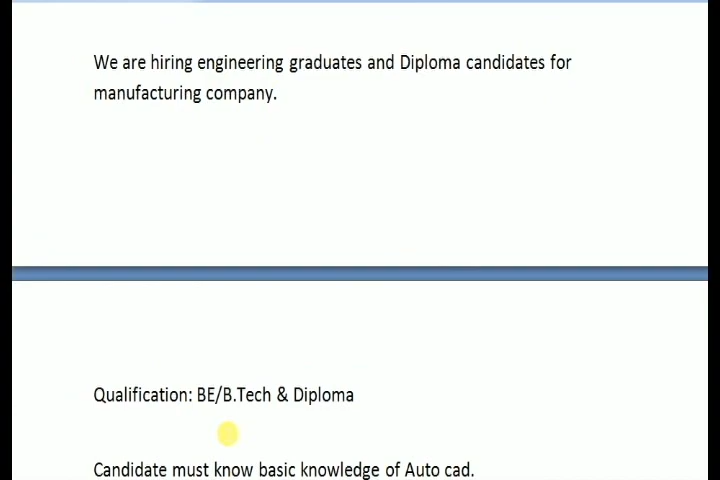 We are hiring engineering graduates and Diploma candidates for
manufacturing company.
Qualification: BE/B.Tech & Diploma
Candidate must know basic knowledge of Auto cad.